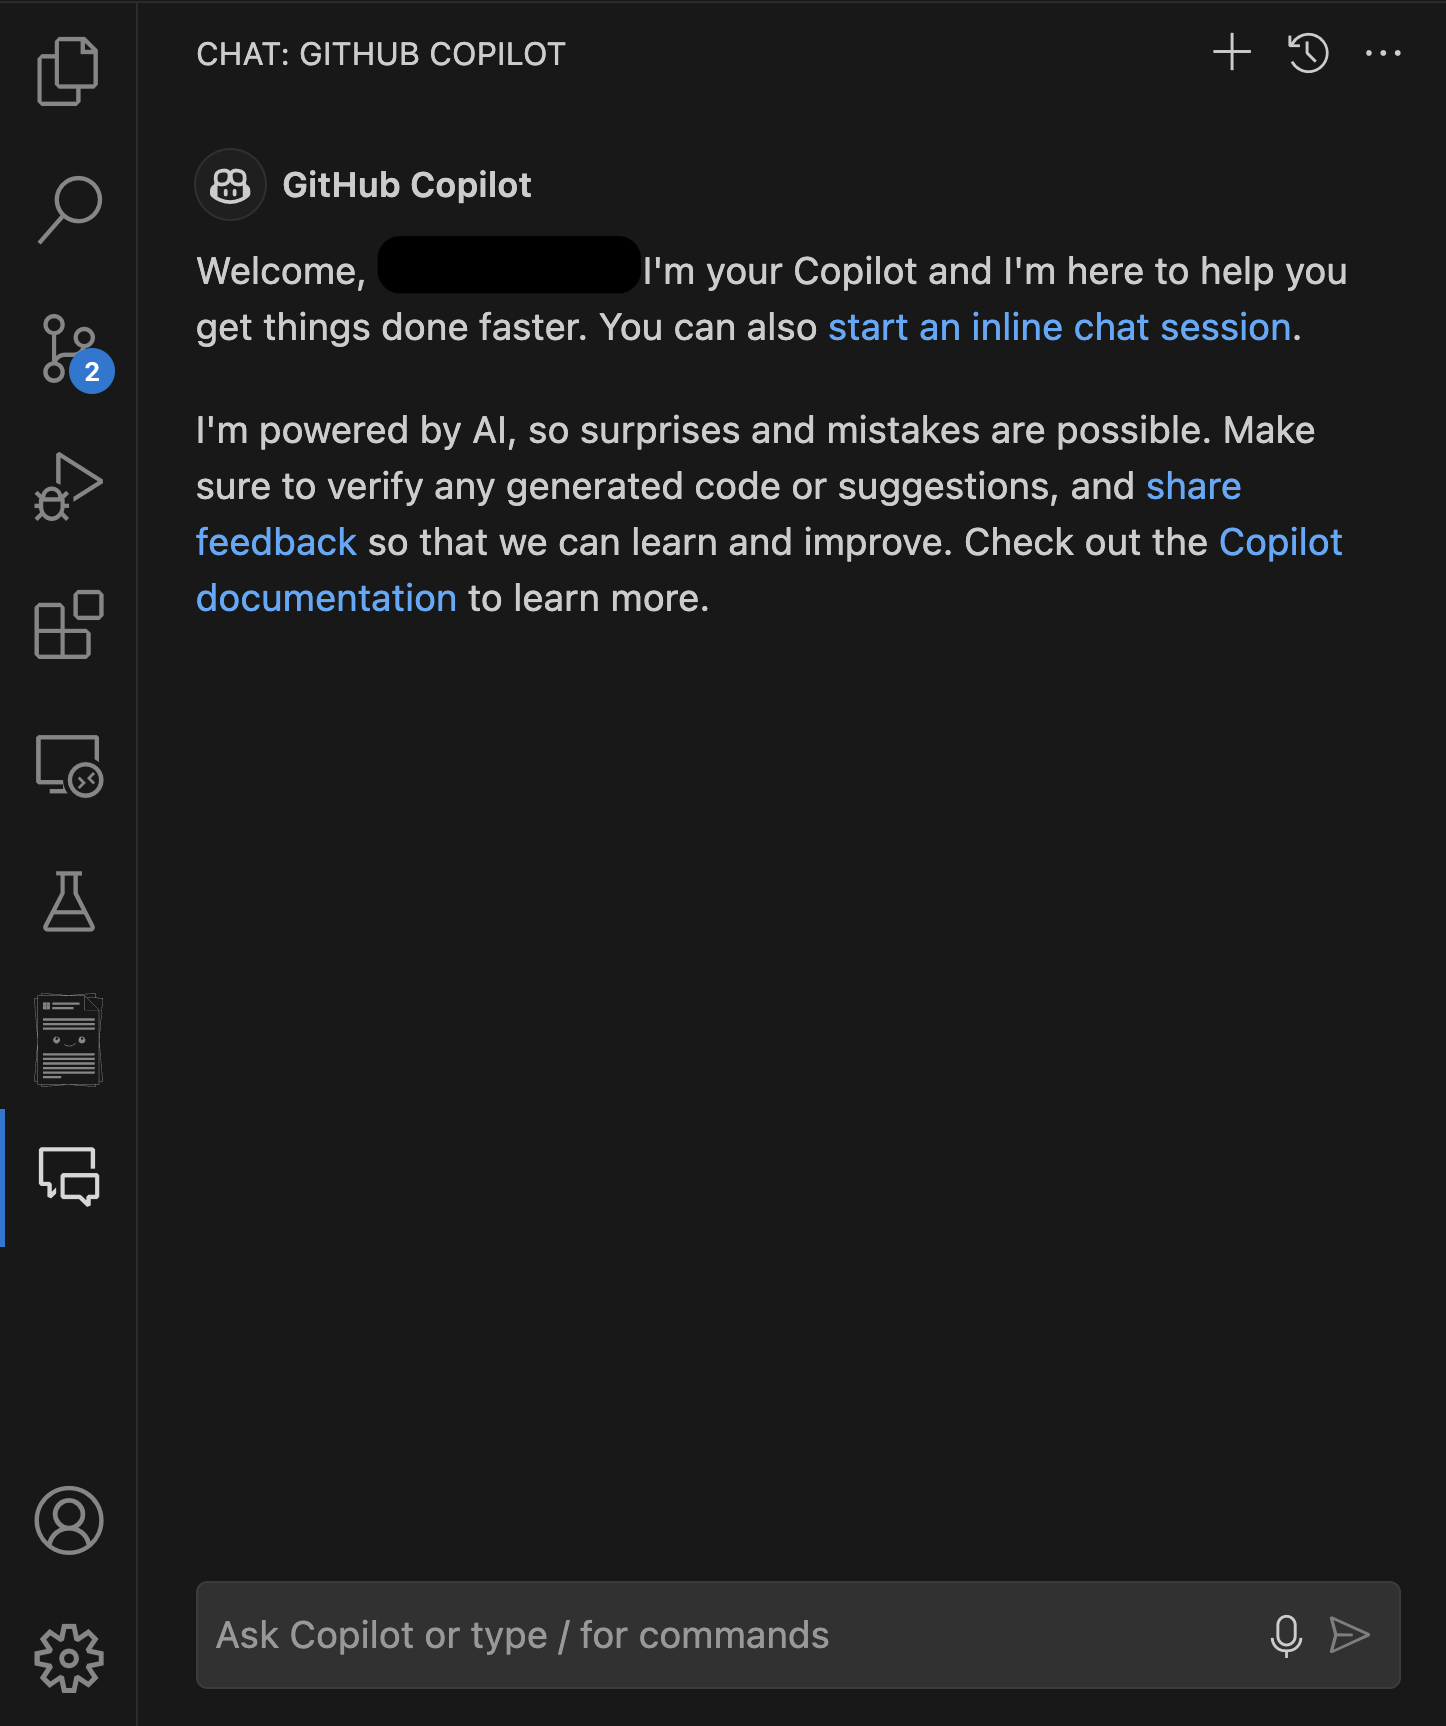 CHAT: GITHUB COPILOT
GitHub Copilot
Welcome, I'm your Copilot and I'm here to help you
get things done faster. You can also start an inline chat session.
2
I'm powered by AI, so surprises and mistakes are possible. Make
sure to verify any generated code or suggestions, and share
feedback so that we can learn and improve. Check out the Copilot
documentation to learn more.
Ask Copilot or type / for commands